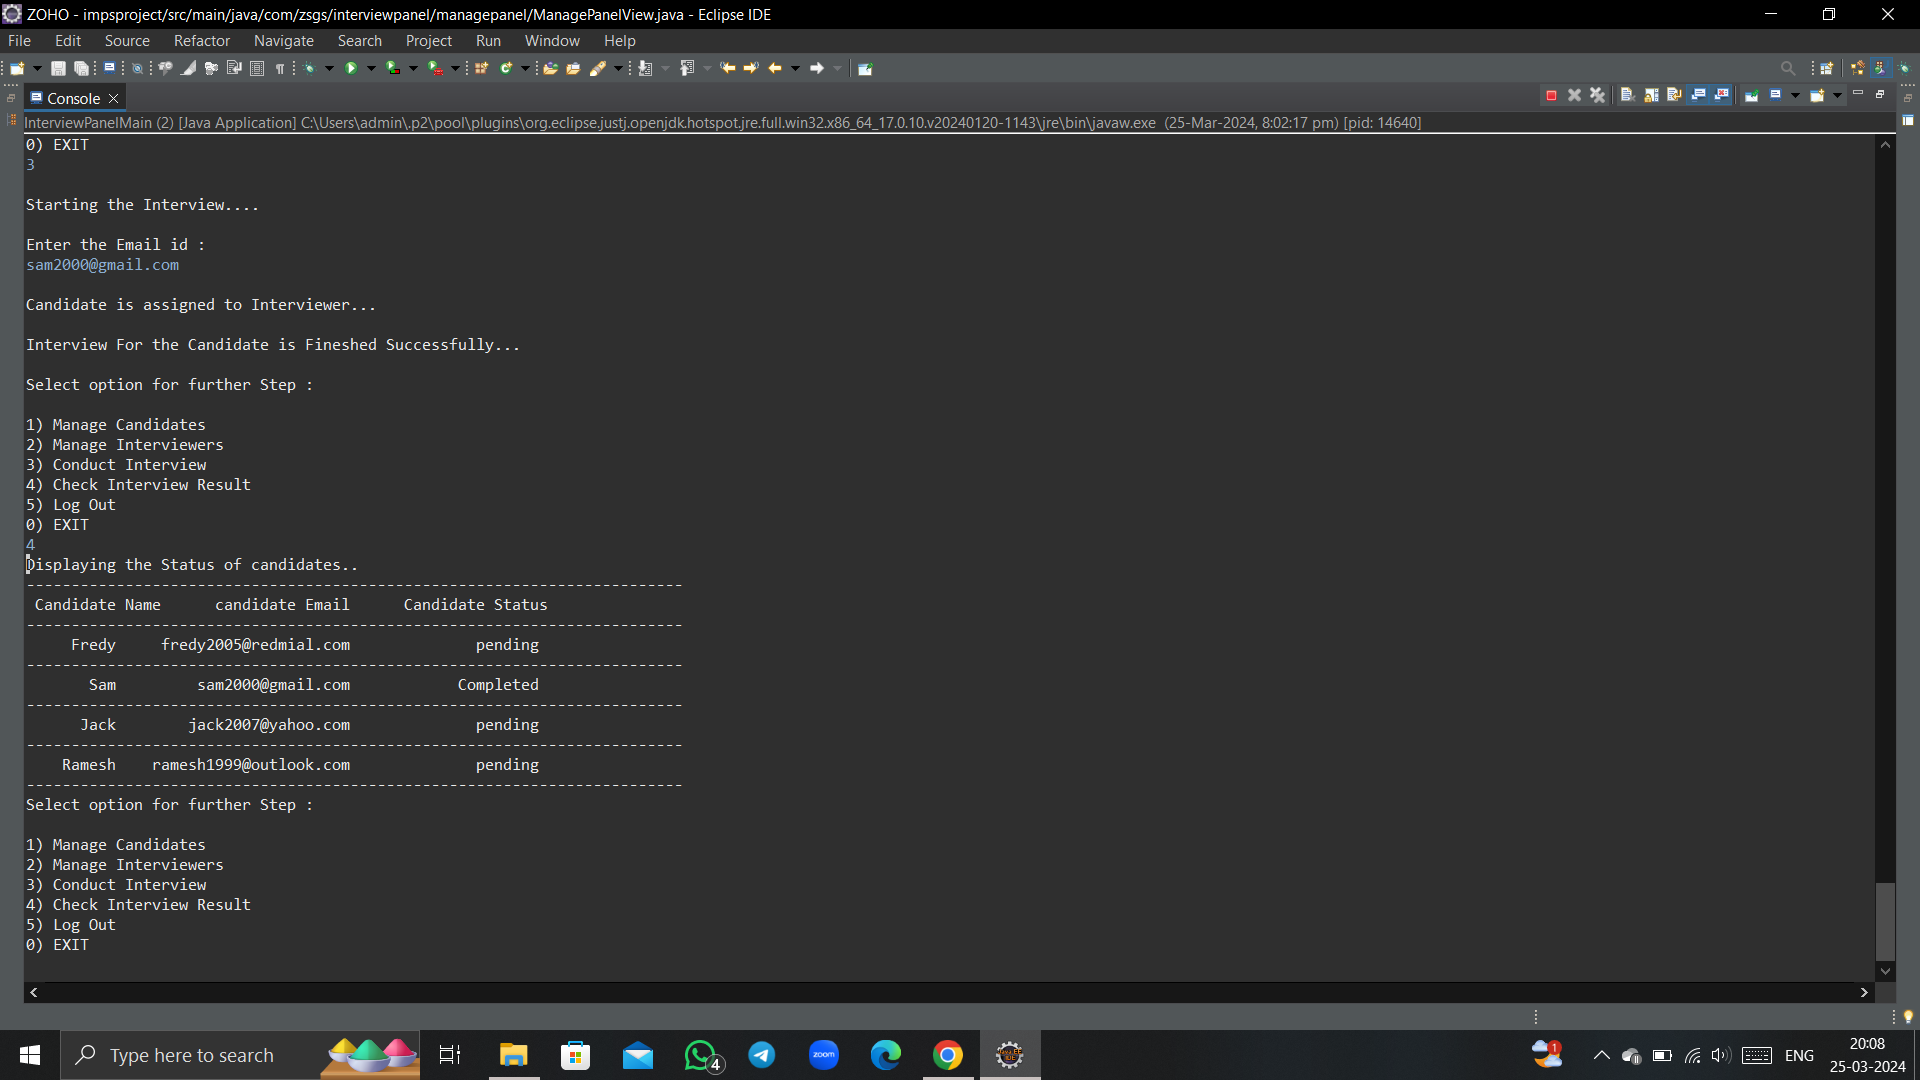 ZOHO - impsproject/src/main/java/com/zsgs/interviewpanel/managepanel/ManagePanelView.java - Eclipse IDE
File Edit Source Refactor Navigate Search Project Run Window Help
Console
InterviewPanelMain (2) [Java Application] C:\Users\admin\.p2\pool\plugins\org.eclipse.justj.openjdk.hotspot.jre.full.win32.x86_64_17.0.10.v20240120-1143\jre\bin\javaw.exe (25-Mar-2024, 8:02:17 pm) [pid: 14640]
0) EXIT
3
Starting the Interview....
Enter the Email id :
sam2000@gmail.com
Candidate is assigned to Interviewer...
Interview For the Candidate is Fineshed Successfully...
Select option for further Step :
1) Manage Candidates
2) Manage Interviewers
3) Conduct Interview
4) Check Interview Result
5) Log Out
0) EXIT
4
Displaying the Status of candidates..
-------------------------------------------------------------------------
Candidate Name candidate Email Candidate Status
-------------------------------------------------------------------------
Fredy fredy2005@redmial.com pending
-------------------------------------------------------------------------
Sam sam2000@gmail.com Completed
-------------------------------------------------------------------------
Jack jack2007@yahoo.com pending
-------------------------------------------------------------------------
Ramesh ramesh1999@outlook.com pending
-------------------------------------------------------------------------
Select option for further Step :
1) Manage Candidates
2) Manage Interviewers
3) Conduct Interview
4) Check Interview Result
5) Log Out
0) EXIT
Type here to search
4
zoom
1
ENG
20:08
25-03-2024